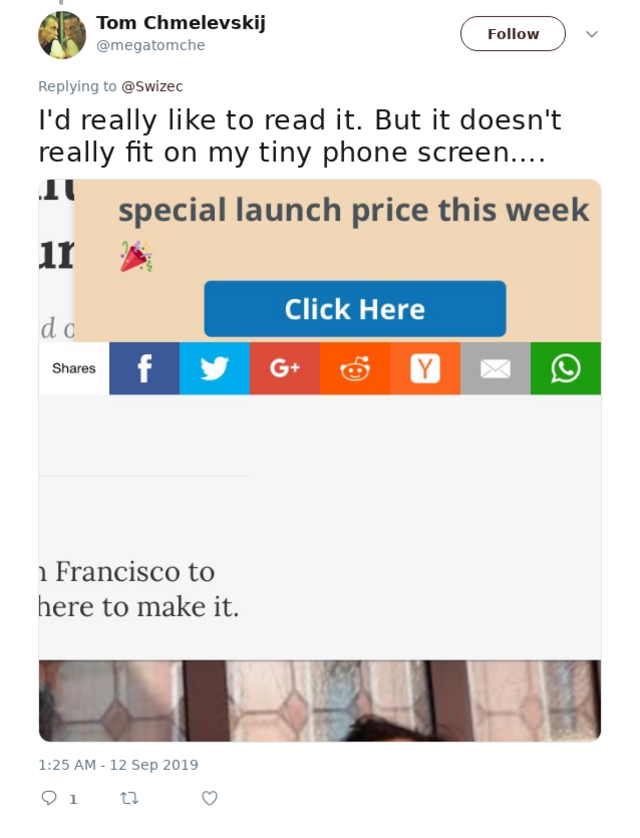 Tom Chmelevskij
@megatomche
Follow
Replying to @Swizec
I'd really like to read it. But it doesn't
really fit on my tiny phone screen....
special launch price this week
Click Here
d o
Shares
f
G+
Y
Francisco to
here to make it.
1:25 AM - 12 Sep 2019
1